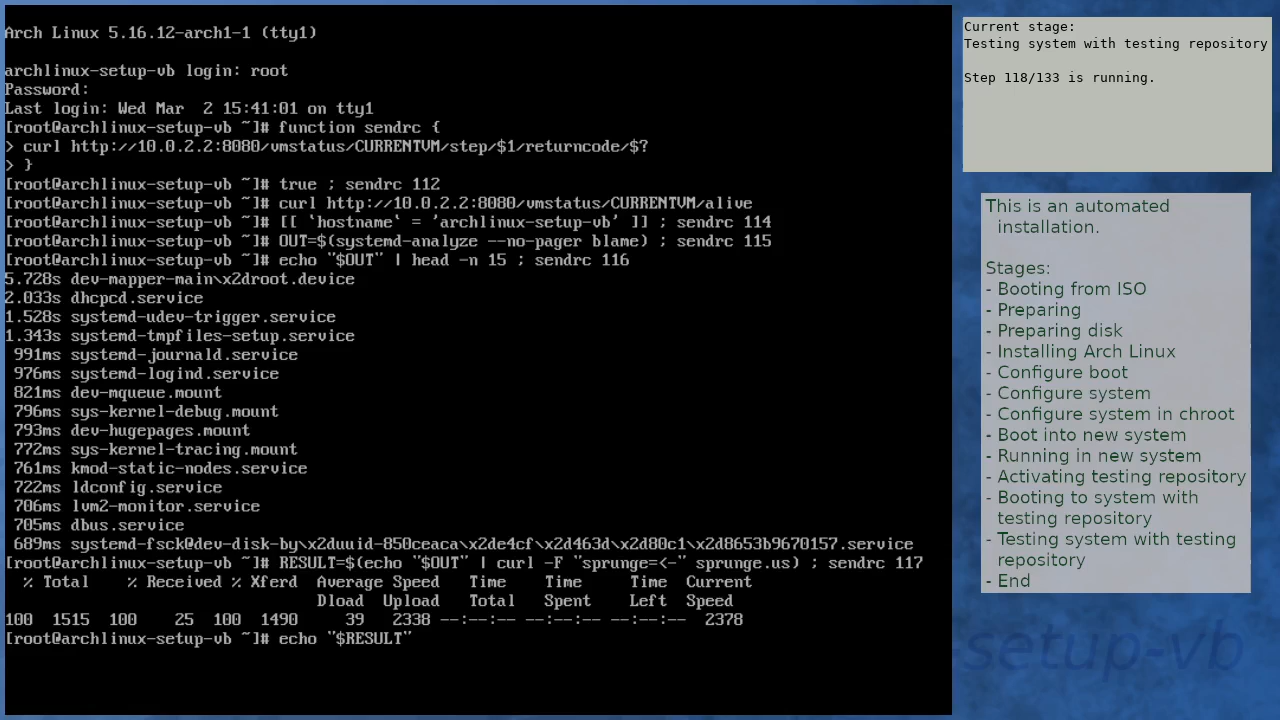 Arch Linux 5.16.12-arch1-1 (tty1)
archlinux-setup-vb login: root
Password:
Last login: Wed Mar  2 15:41:01 on tty1
[root@archlinux-setup-vb ~]# function sendrc {
> curl http://10.0.2.2:8080/vmstatus/CURRENTVM/step/$1/returncode/$?
> }
[root@archlinux-setup-vb ~]# true ; sendrc 112
[root@archlinux-setup-vb ~]# curl http://10.0.2.2:8080/vmstatus/CURRENTVM/alive
[root@archlinux-setup-vb ~]# [[ `hostname` = 'archlinux-setup-vb' ]] ; sendrc 114
[root@archlinux-setup-vb ~]# OUT=$(systemd-analyze --no-pager blame) ; sendrc 115
[root@archlinux-setup-vb ~]# echo "$OUT" | head -n 15 ; sendrc 116
5.728s dev-mapper-main\x2droot.device
2.033s dhcpcd.service
1.528s systemd-udev-trigger.service
1.343s systemd-tmpfiles-setup.service
991ms systemd-journald.service
976ms systemd-logind.service
821ms dev-mqueue.mount
796ms sys-kernel-debug.mount
793ms dev-hugepages.mount
772ms sys-kernel-tracing.mount
761ms kmod-static-nodes.service
722ms ldconfig.service
706ms lvm2-monitor.service
705ms dbus.service
689ms systemd-fsck@dev-disk-by\x2duuid-850ceaca\x2de4cf\x2d463d\x2d80c1\x2d8653b9670157.service
[root@archlinux-setup-vb ~]# RESULT=$(echo "$OUT" | curl -F "sprunge=<-" sprunge.us) ; sendrc 117
% Total    % Received % Xferd  Average Speed   Time    Time     Time  Current
Dload  Upload   Total   Spent    Left  Speed
100  1515  100    25  100  1490     39   2338 --:--:-- --:--:-- --:--:--  2378
[root@archlinux-setup-vb ~]# echo "$RESULT"
Current stage:
Testing system with testing repository
Step 118/133 is running.
This is an automated
installation.
Stages:
- Booting from ISO
- Preparing
- Preparing disk
- Installing Arch Linux
- Configure boot
- Configure system
- Configure system in chroot
- Boot into new system
- Running in new system
- Activating testing repository
- Booting to system with
testing repository
- Testing system with testing
repository
- End
-setup-vb